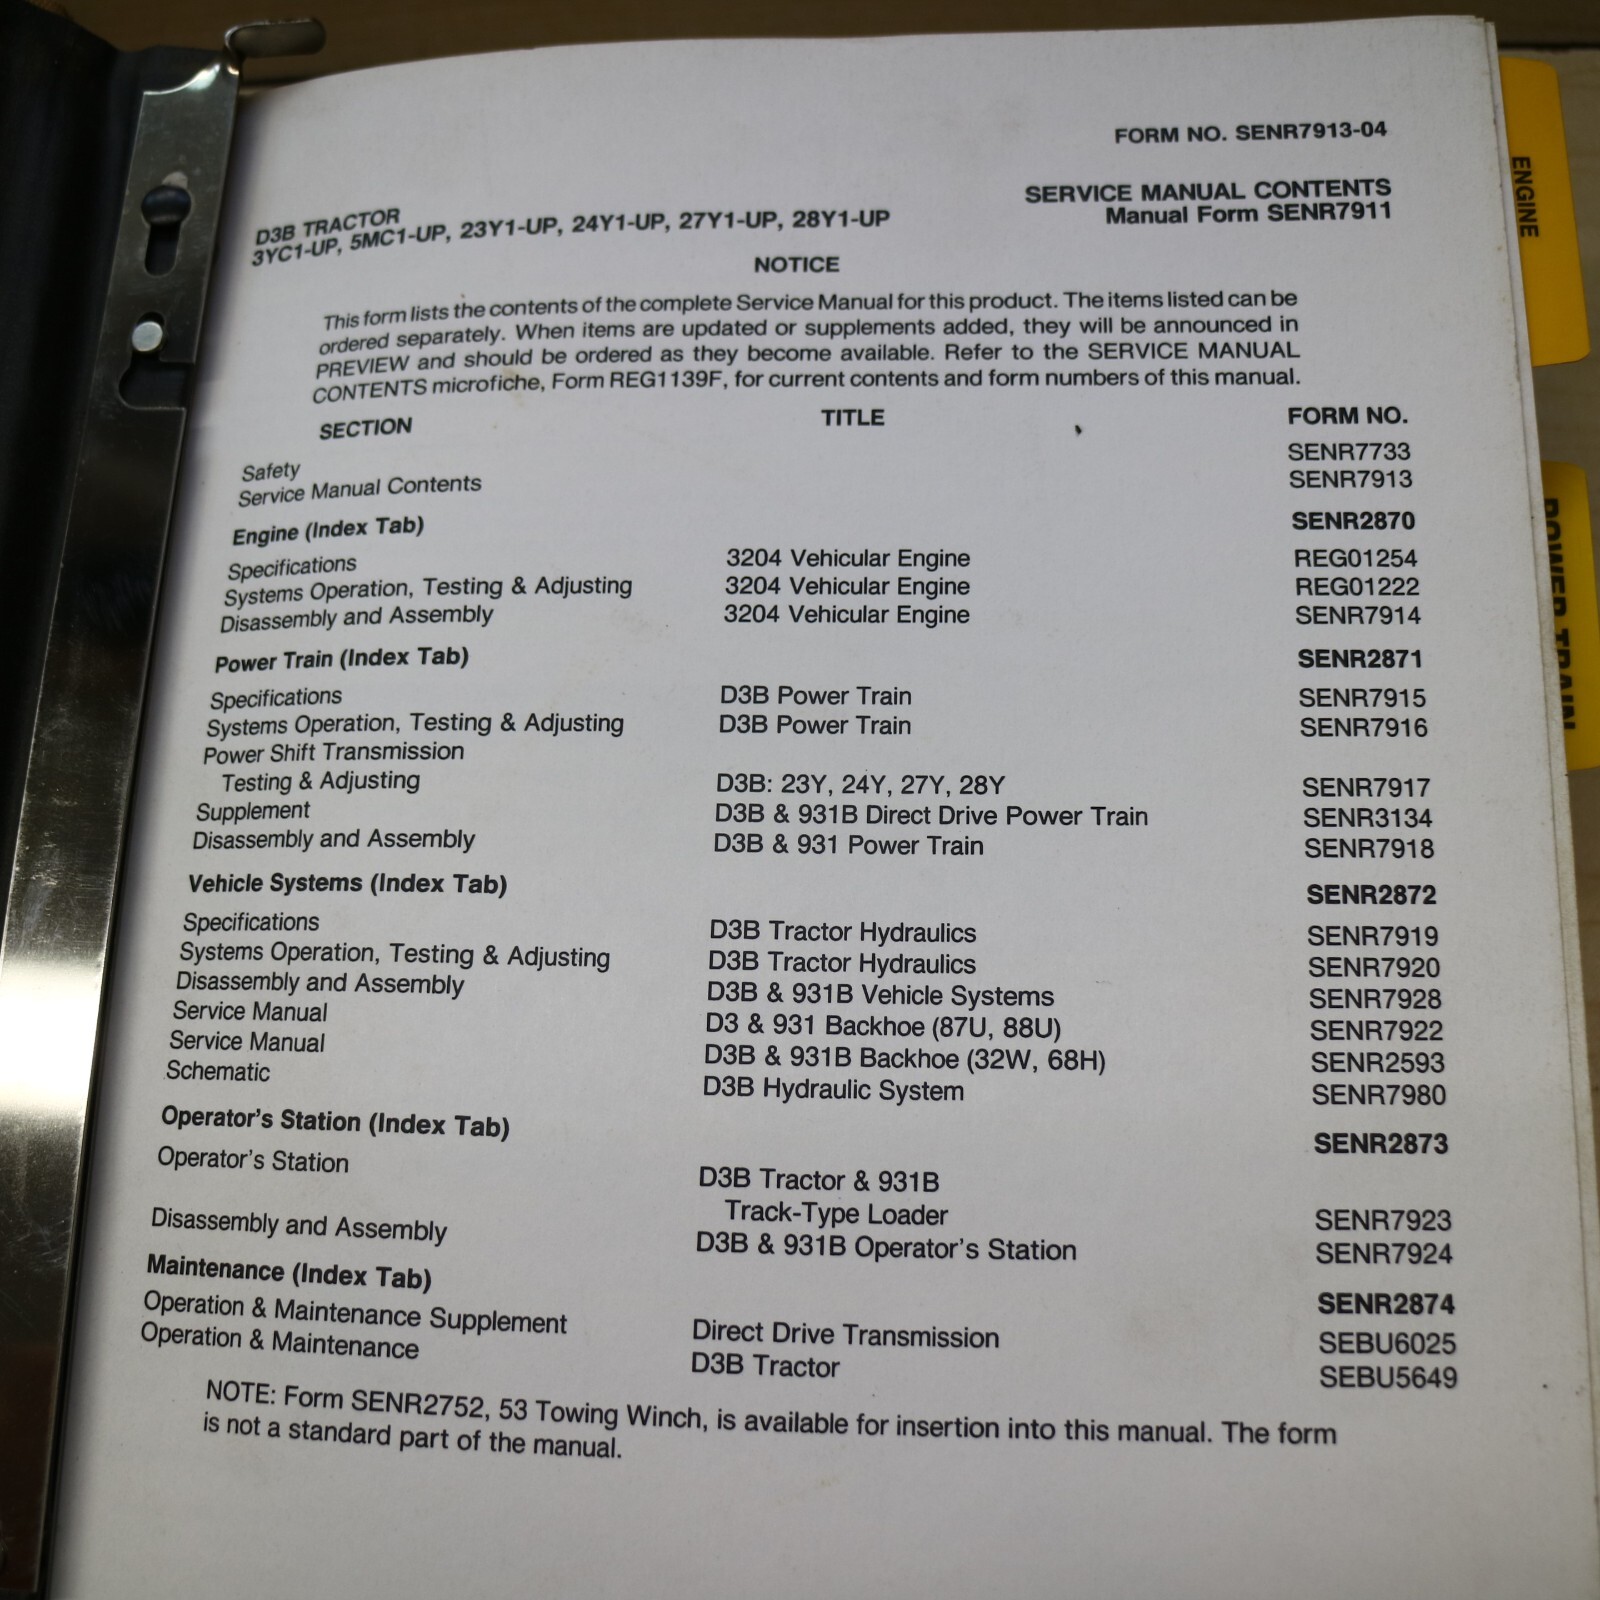 FORM NO. SENR7913-04
SERVICE MANUAL CONTENTS
Manual Form SENR7911
D3B TRACTOR
3YC1-UP, 5MC1-UP, 23Y1-UP, 24Y1-UP, 27Y1-UP, 28Y1-UP
NOTICE
This form lists the contents of the complete Service Manual for this product. The items listed can be
ordered separately. When items are updated or supplements added, they will be announced in
PREVIEW and should be ordered as they become available. Refer to the SERVICE MANUAL
CONTENTS microfiche, Form REG1139F, for current contents and form numbers of this manual.
SECTION TITLE FORM NO.
Safety SENR7733
Service Manual Contents SENR7913
Engine (Index Tab) SENR2870
Specifications 3204 Vehicular Engine REG01254
Systems Operation, Testing & Adjusting 3204 Vehicular Engine REG01222
Disassembly and Assembly 3204 Vehicular Engine SENR7914
Power Train (Index Tab) SENR2871
Specifications D3B Power Train SENR7915
Systems Operation, Testing & Adjusting D3B Power Train SENR7916
Power Shift Transmission
Testing & Adjusting D3B: 23Y, 24Y, 27Y, 28Y SENR7917
Supplement D3B & 931B Direct Drive Power Train SENR3134
Disassembly and Assembly D3B & 931 Power Train SENR7918
Vehicle Systems (Index Tab) SENR2872
Specifications D3B Tractor Hydraulics SENR7919
Systems Operation, Testing & Adjusting D3B Tractor Hydraulics SENR7920
Disassembly and Assembly D3B & 931B Vehicle Systems SENR7928
Service Manual D3 & 931 Backhoe (87U, 88U) SENR7922
Service Manual D3B & 931B Backhoe (32W, 68H) SENR2593
Schematic D3B Hydraulic System SENR7980
Operator's Station (Index Tab) SENR2873
Operator's Station D3B Tractor & 931B
Track-Type Loader SENR7923
Disassembly and Assembly D3B & 931B Operator's Station SENR7924
Maintenance (Index Tab) SENR2874
Operation & Maintenance Supplement Direct Drive Transmission SEBU6025
Operation & Maintenance D3B Tractor SEBU5649
NOTE: Form SENR2752, 53 Towing Winch, is available for insertion into this manual. The form
is not a standard part of the manual.
ENGINE
POWER TRAIN